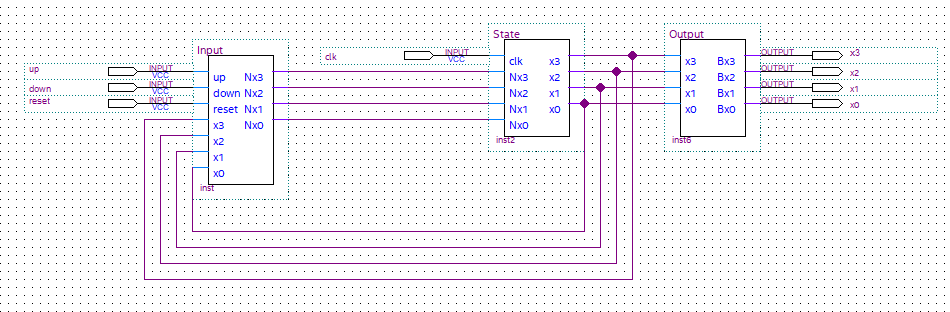 Input
up Nx3
down Nx2
reset Nx1
x3 Nx0
x2
x1
x0
inst
up
INPUT
VCC
down
INPUT
VCC
reset
INPUT
VCC
clk
INPUT
VCC
State
clk x3
Nx3 x2
Nx2 x1
Nx1 x0
Nx0
inst2
Output
x3 Bx3
x2 Bx2
x1 Bx1
x0 Bx0
inst6
OUTPUT x3
OUTPUT x2
OUTPUT x1
OUTPUT x0